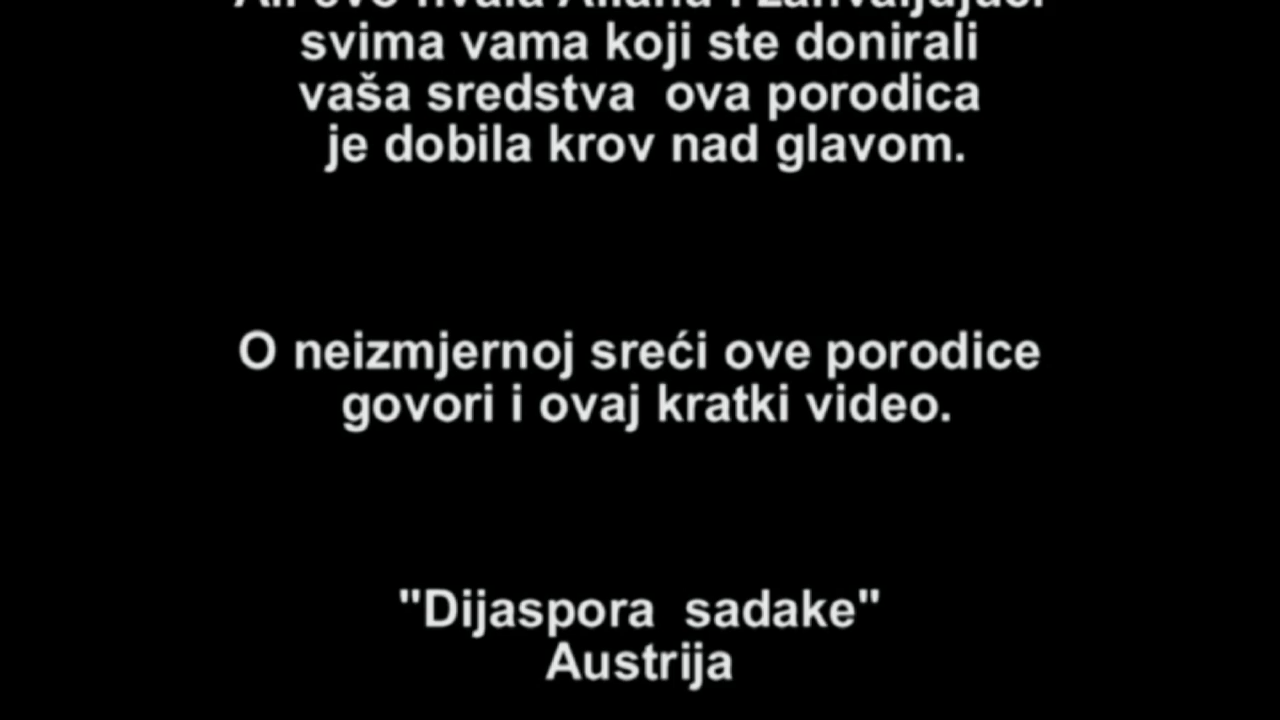 svima vama koji ste donirali
vaša sredstva ova porodica
je dobila krov nad glavom.
O neizmjernoj sreći ove porodice
govori i ovaj kratki video.
"Dijaspora sadake"
Austrija